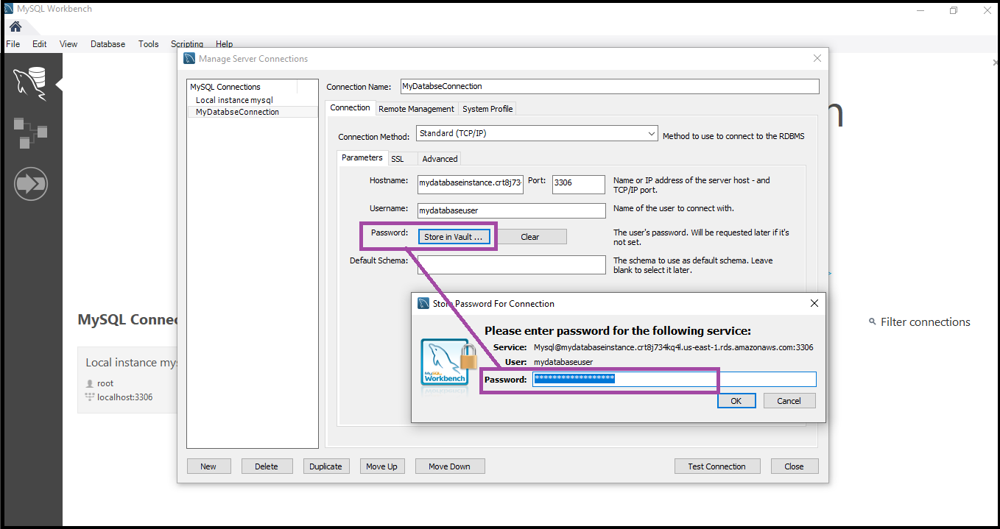 MySQL Workbench
File Edit View Database Tools Scripting Help
Manage Server Connections
MySQL Connections
Local instance mysql
MyDatabseConnection
Connection Name: MyDatabseConnection
Connection Remote Management System Profile
Connection Method: Standard (TCP/IP) Method to use to connect to the RDBMS
Parameters SSL Advanced
Hostname: mydatabaseinstance.crt8j73 Port: 3306 Name or IP address of the server host - and
TCP/IP port.
Username: mydatabaseuser Name of the user to connect with.
Password: Store in Vault ... Clear The user's password. Will be requested later if it's
not set.
Default Schema: The schema to use as default schema. Leave
blank to select it later.
Store Password For Connection
Please enter password for the following service:
Service: Mysql@mydatabaseinstance.crt8j734kq4l.us-east-1.rds.amazonaws.com:3306
User: mydatabaseuser
Password: ******************
MySQL
Workbench
OK Cancel
MySQL Connec
Filter connections
Local instance mys
root
localhost:3306
New Delete Duplicate Move Up Move Down Test Connection Close